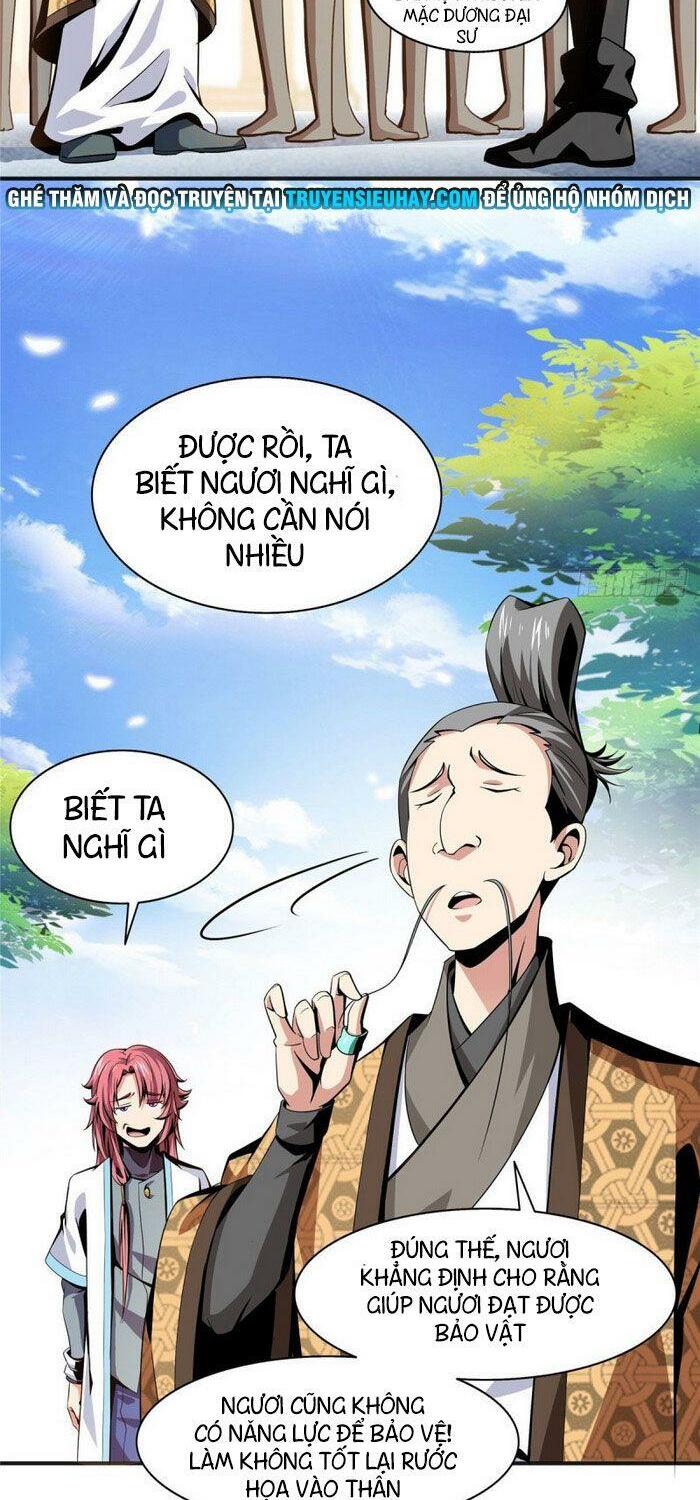 MẶC DƯƠNG ĐẠI
SƯ
GHÉ THĂM VÀ ĐỌC TRUYỆN TẠI TRUYENSIEUHAY.COM ĐỂ ỦNG HỘ NHÓM DỊCH
ĐƯỢC RỒI, TA
BIẾT NGƯƠI NGHĨ GÌ,
KHÔNG CẦN NÓI
NHIỀU
BIẾT TA
NGHĨ GÌ
ĐÚNG THẾ, NGƯƠI
KHẲNG ĐỊNH CHO RẰNG
GIÚP NGƯƠI ĐẠT ĐƯỢC
BẢO VẬT
NGƯƠI CŨNG KHÔNG
CÓ NĂNG LỰC ĐỂ BẢO VỆ!
LÀM KHÔNG TỐT LẠI RƯỚC
HỌA VÀO THÂN